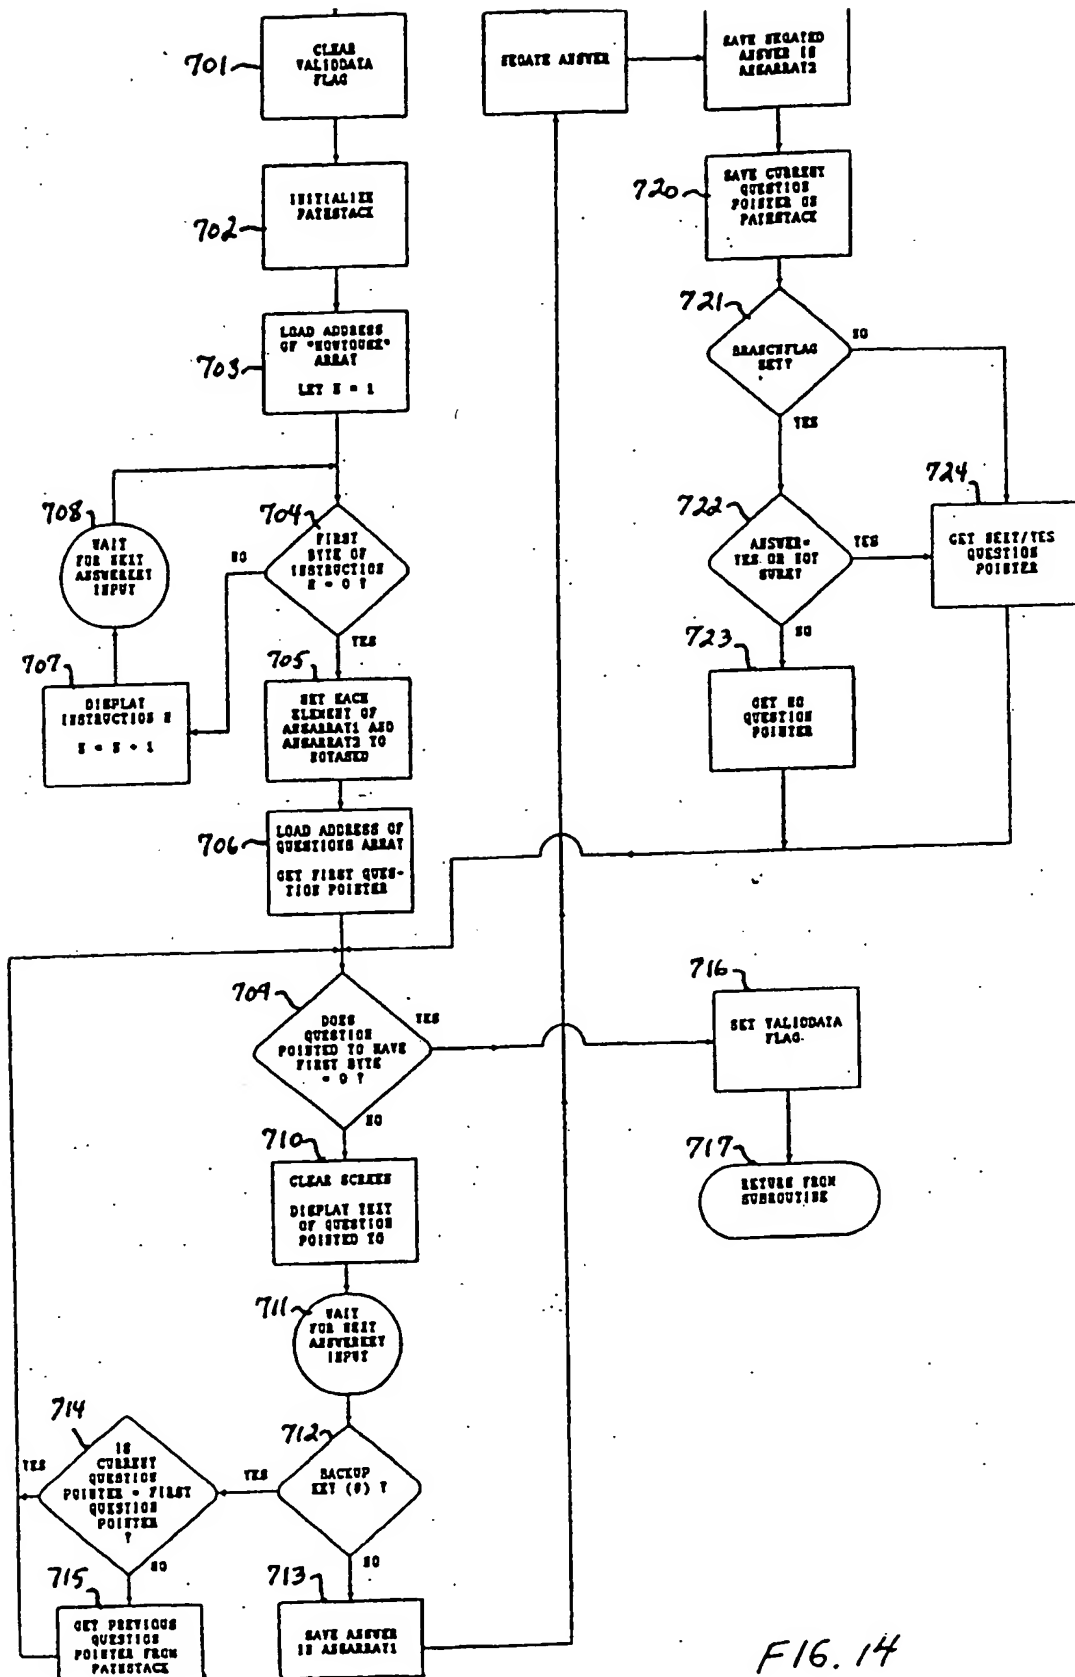 701
CLEAR
VALIDDATA
FLAG
702
INITIALIZE
PATHSTACK
703
LOAD ADDRESS
OF "HOWTOUSE"
ARRAY
LET N = 1
704
FIRST
BYTE OF
INSTRUCTION
N = 0 ?
NO
YES
708
WAIT
FOR NEXT
ANSWERKEY
INPUT
707
DISPLAY
INSTRUCTION N
N = N + 1
705
SET EACH
ELEMENT OF
ANSARRAY1 AND
ANSARRAY2 TO
NOTASED
706
LOAD ADDRESS OF
QUESTIONS ARRAY
GET FIRST QUES-
TION POINTER
709
DOES
QUESTION
POINTED TO HAVE
FIRST BYTE
= 0 ?
YES
NO
710
CLEAR SCREEN
DISPLAY TEXT
OF QUESTION
POINTED TO
711
WAIT
FOR NEXT
ANSWERKEY
INPUT
712
BACKUP
KEY (#) ?
YES
NO
714
IS
CURRENT
QUESTION
POINTER = FIRST
QUESTION
POINTER
?
YES
NO
715
GET PREVIOUS
QUESTION
POINTER FROM
PATHSTACK
713
SAVE ANSWER
IN ANSARRAY1
NEGATE ANSWER
SAVE NEGATED
ANSWER IN
ANSARRAY2
720
SAVE CURRENT
QUESTION
POINTER ON
PATHSTACK
721
BRANCHFLAG
SET?
NO
YES
722
ANSWER=
YES OR NOT
SURE?
YES
NO
724
GET NEXT/YES
QUESTION
POINTER
723
GET NO
QUESTION
POINTER
716
SET VALIDDATA
FLAG
717
RETURN FROM
SUBROUTINE
FIG. 14